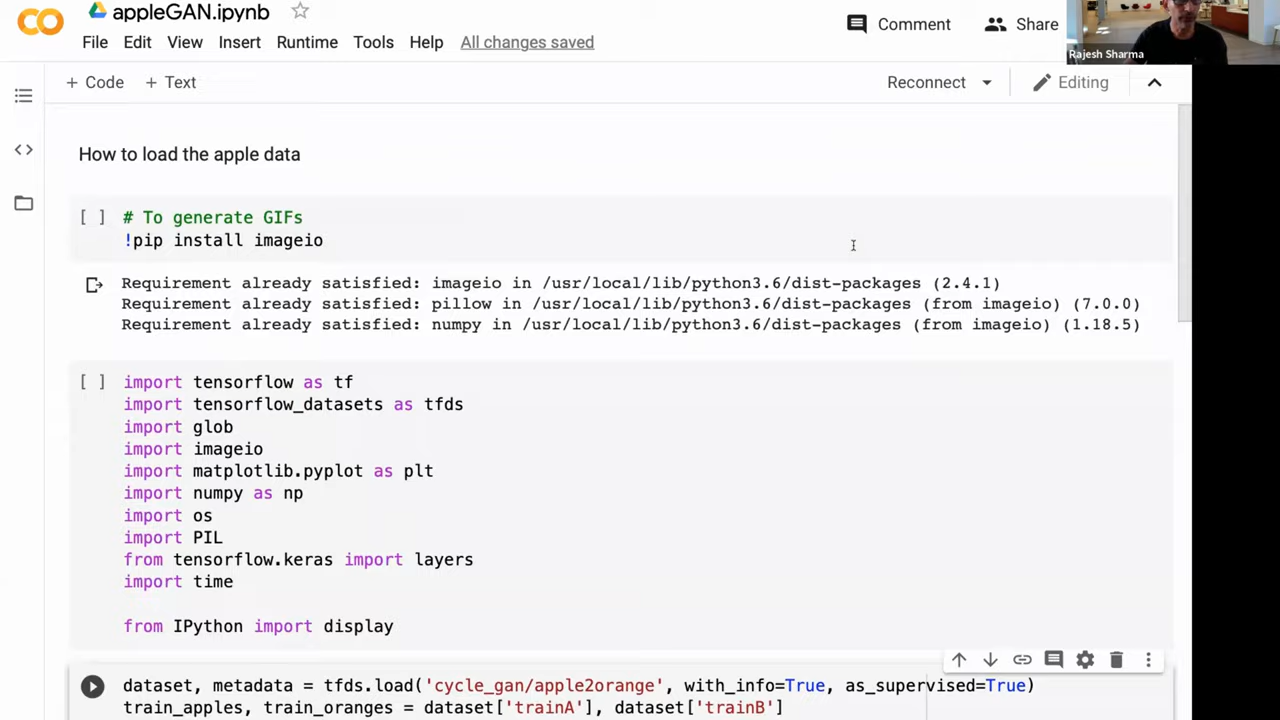 appleGAN.ipynb
File Edit View Insert Runtime Tools Help All changes saved
Comment
Share
Rajesh Sharma
+ Code + Text
Reconnect
Editing
How to load the apple data
[ ] # To generate GIFs
!pip install imageio
Requirement already satisfied: imageio in /usr/local/lib/python3.6/dist-packages (2.4.1)
Requirement already satisfied: pillow in /usr/local/lib/python3.6/dist-packages (from imageio) (7.0.0)
Requirement already satisfied: numpy in /usr/local/lib/python3.6/dist-packages (from imageio) (1.18.5)
[ ] import tensorflow as tf
import tensorflow_datasets as tfds
import glob
import imageio
import matplotlib.pyplot as plt
import numpy as np
import os
import PIL
from tensorflow.keras import layers
import time
from IPython import display
dataset, metadata = tfds.load('cycle_gan/apple2orange', with_info=True, as_supervised=True)
train_apples, train_oranges = dataset['trainA'], dataset['trainB']